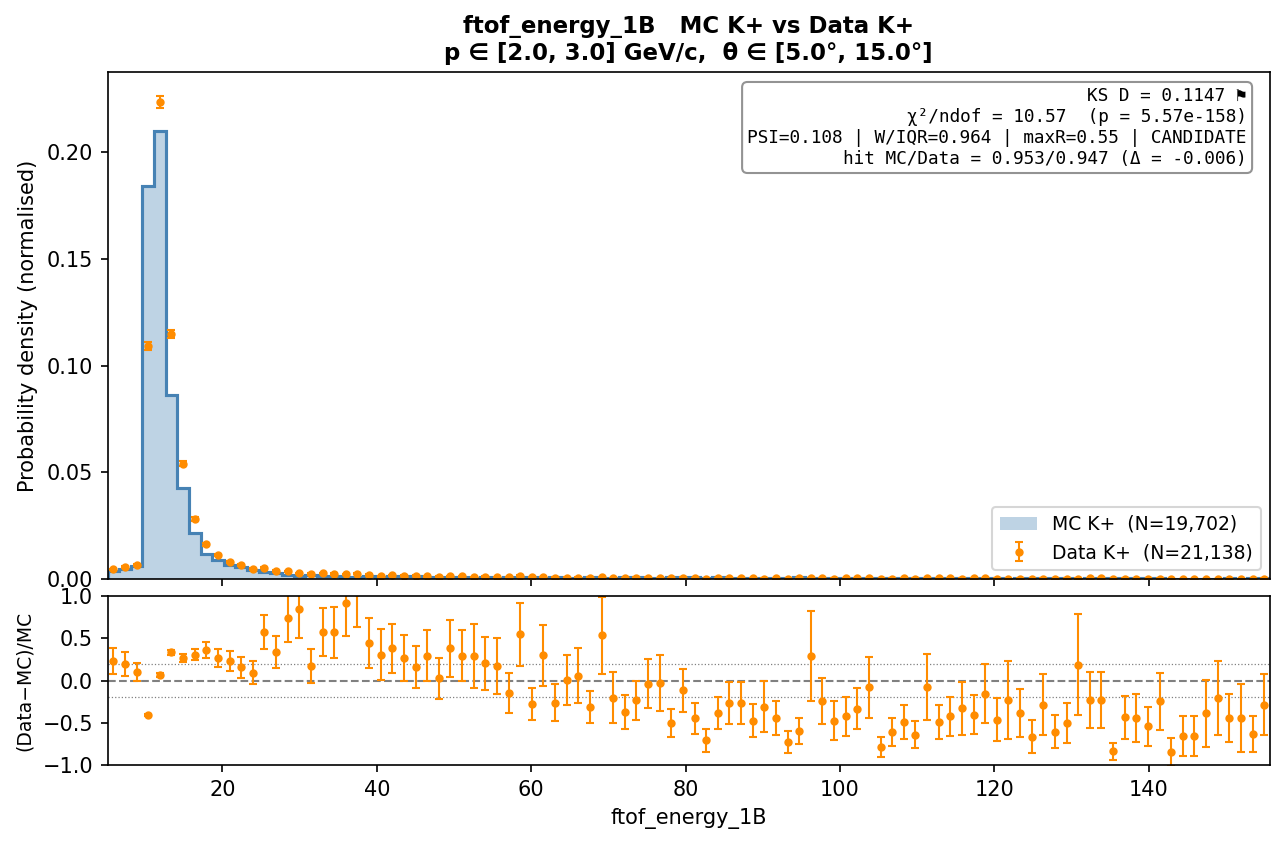 ftof_energy_1B   MC K+ vs Data K+
p ∈ [2.0, 3.0] GeV/c,  θ ∈ [5.0°, 15.0°]
KS D = 0.1147 ⚑
χ²/ndof = 10.57  (p = 5.57e-158)
PSI=0.108 | W/IQR=0.964 | maxR=0.55 | CANDIDATE
hit MC/Data = 0.953/0.947 (Δ = -0.006)
Probability density (normalised)
0.20
0.15
0.10
0.05
0.00
MC K+  (N=19,702)
Data K+  (N=21,138)
(Data−MC)/MC
1.0
0.5
0.0
−0.5
−1.0
20 40 60 80 100 120 140
ftof_energy_1B